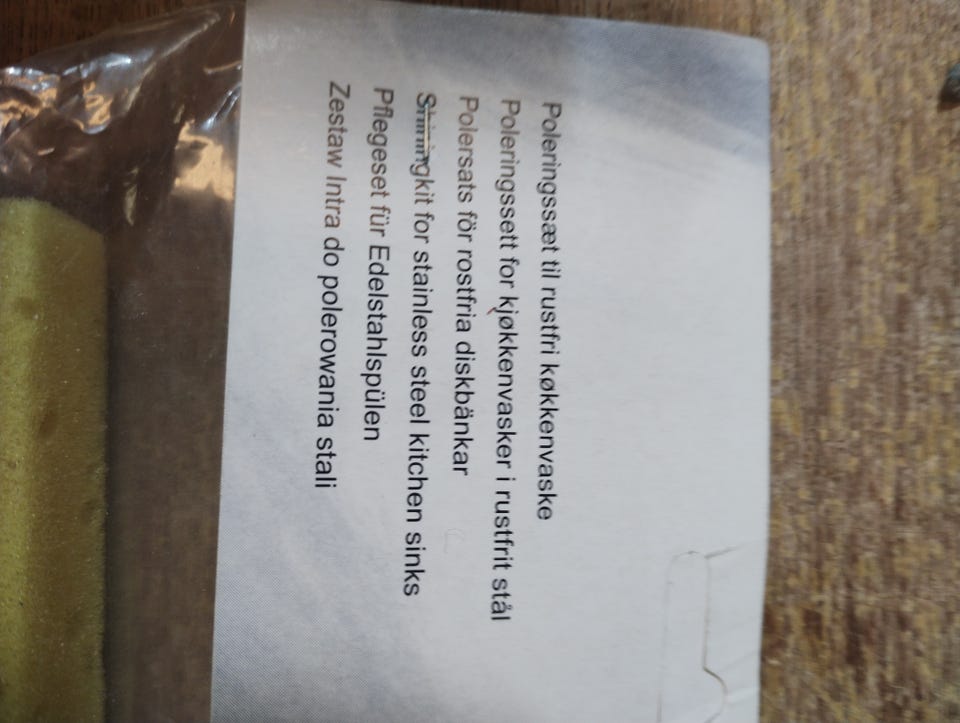 Poleringssæt til rustfri køkkenvaske
Poleringssett for kjøkkenvasker i rustfrit stål
Polersats för rostfria diskbänkar
Shiningkit for stainless steel kitchen sinks
Pflegeset für Edelstahlspülen
Zestaw Intra do polerowania stali